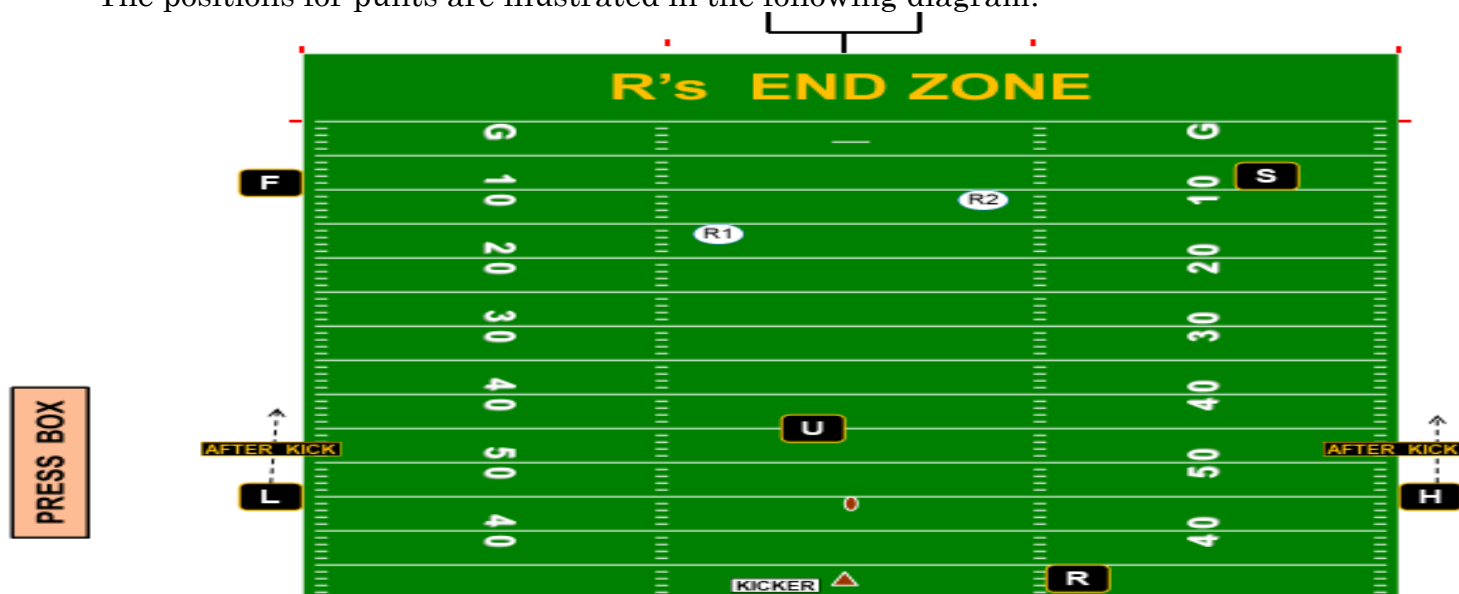 The positions for punts are illustrated in the following diagram:
R's END ZONE
G G
F
10 10
S
R2
R1
20 20
30 30
40 40
U
AFTER KICK AFTER KICK
50 50
PRESS BOX
L H
40 40
KICKER
R